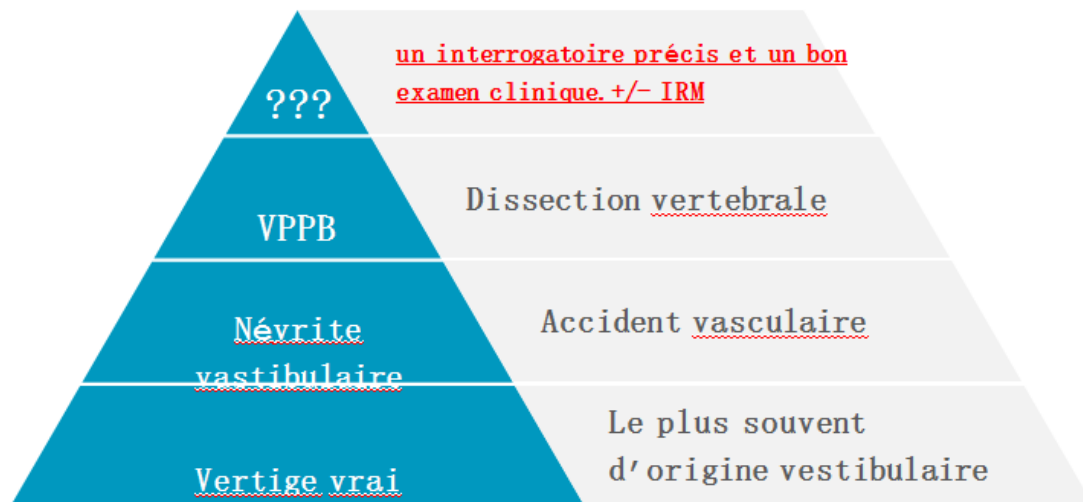 ???
un interrogatoire précis et un bon
examen clinique.+/- IRM
VPPB
Dissection vertebrale
Névrite
vastibulaire
Accident vasculaire
Vertige vrai
Le plus souvent
d'origine vestibulaire